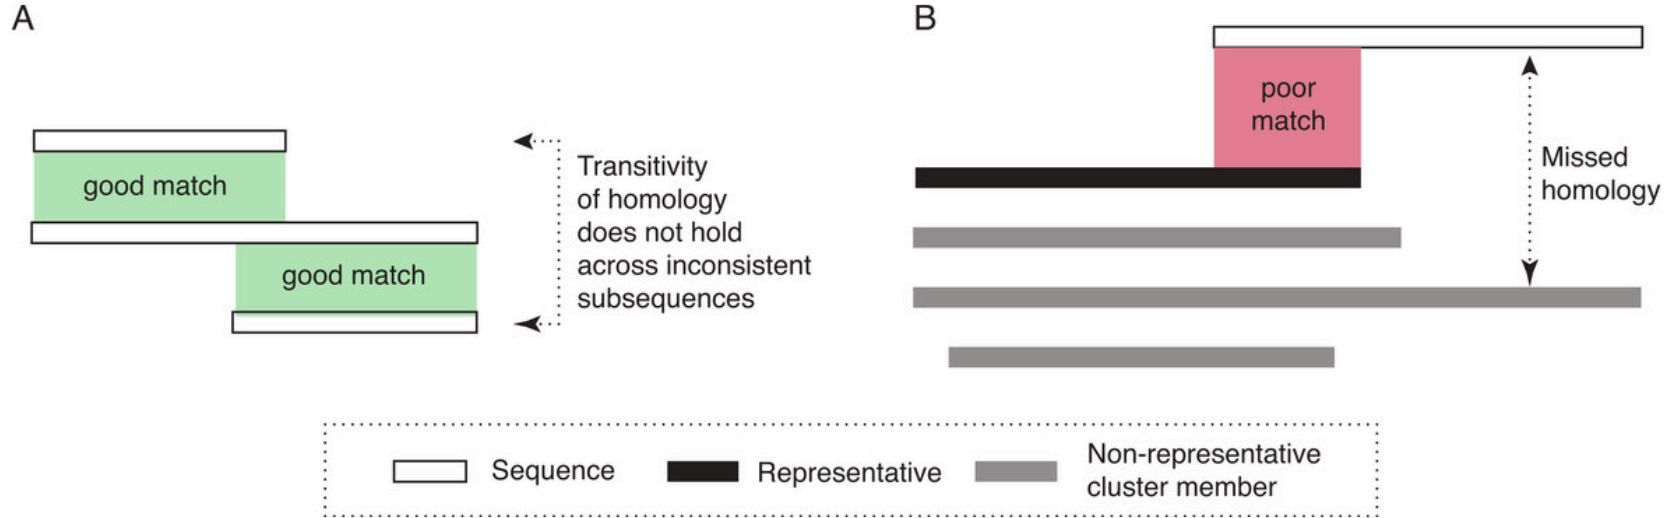 A
good match
good match
Transitivity
of homology
does not hold
across inconsistent
subsequences
B
poor
match
Missed
homology
Sequence
Representative
Non-representative
cluster member